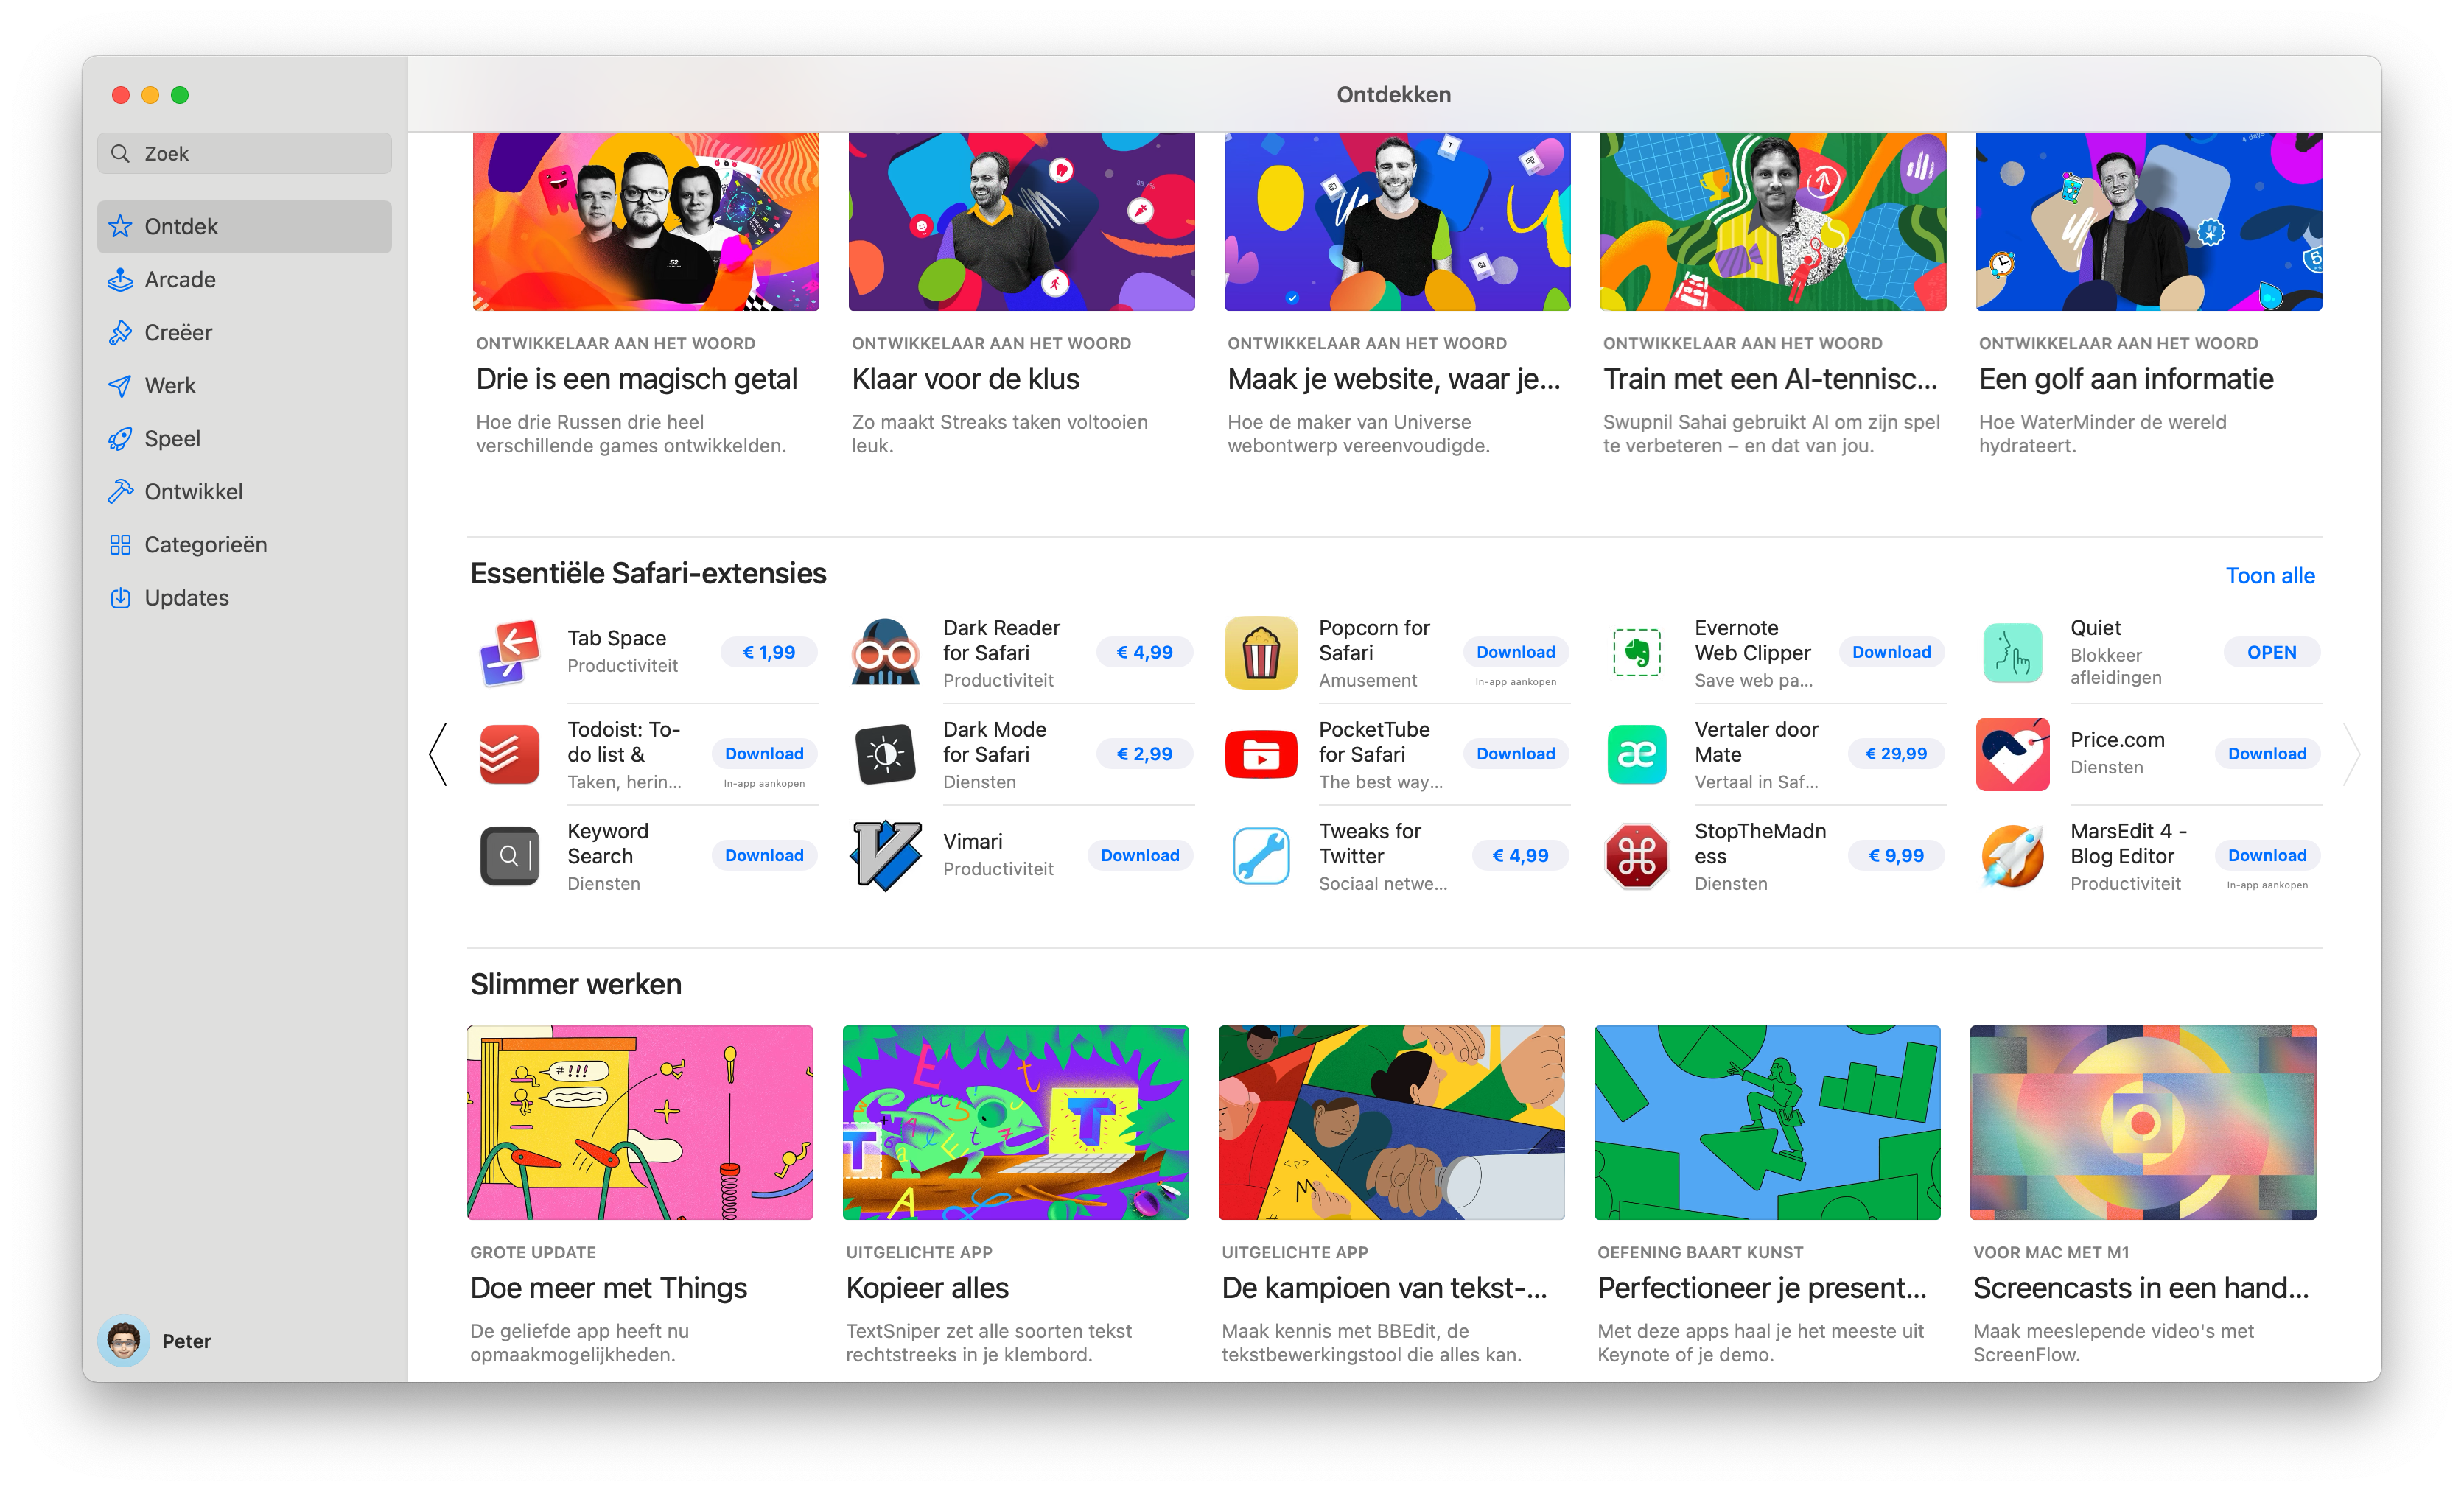 Ontdekken
Zoek
Ontdek
Arcade
Creëer
Werk
Speel
Ontwikkel
Categorieën
Updates
Peter
ONTWIKKELAAR AAN HET WOORD
Drie is een magisch getal
Hoe drie Russen drie heel
verschillende games ontwikkelden.
ONTWIKKELAAR AAN HET WOORD
Klaar voor de klus
Zo maakt Streaks taken voltooien
leuk.
ONTWIKKELAAR AAN HET WOORD
Maak je website, waar je...
Hoe de maker van Universe
webontwerp vereenvoudigde.
ONTWIKKELAAR AAN HET WOORD
Train met een AI-tennisc...
Swupnil Sahai gebruikt AI om zijn spel
te verbeteren – en dat van jou.
ONTWIKKELAAR AAN HET WOORD
Een golf aan informatie
Hoe WaterMinder de wereld
hydrateert.
Essentiële Safari-extensies
Toon alle
Tab Space
Productiviteit
€ 1,99
Dark Reader
for Safari
Productiviteit
€ 4,99
Popcorn for
Safari
Amusement
Download
In-app aankopen
Evernote
Web Clipper
Save web pa...
Download
Quiet
Blokkeer
afleidingen
OPEN
Todoist: To-
do list &
Taken, herin...
Download
In-app aankopen
Dark Mode
for Safari
Diensten
€ 2,99
PocketTube
for Safari
The best way...
Download
Vertaler door
Mate
Vertaal in Saf...
€ 29,99
Price.com
Diensten
Download
Keyword
Search
Diensten
Download
Vimari
Productiviteit
Download
Tweaks for
Twitter
Sociaal netwe...
€ 4,99
StopTheMadn
ess
Diensten
€ 9,99
MarsEdit 4 -
Blog Editor
Productiviteit
Download
In-app aankopen
Slimmer werken
#!!!
GROTE UPDATE
Doe meer met Things
De geliefde app heeft nu
opmaakmogelijkheden.
UITGELICHTE APP
Kopieer alles
TextSniper zet alle soorten tekst
rechtstreeks in je klembord.
<p>
> M
UITGELICHTE APP
De kampioen van tekst-...
Maak kennis met BBEdit, de
tekstbewerkingstool die alles kan.
OEFENING BAART KUNST
Perfectioneer je present...
Met deze apps haal je het meeste uit
Keynote of je demo.
VOOR MAC MET M1
Screencasts in een hand...
Maak meeslepende video's met
ScreenFlow.